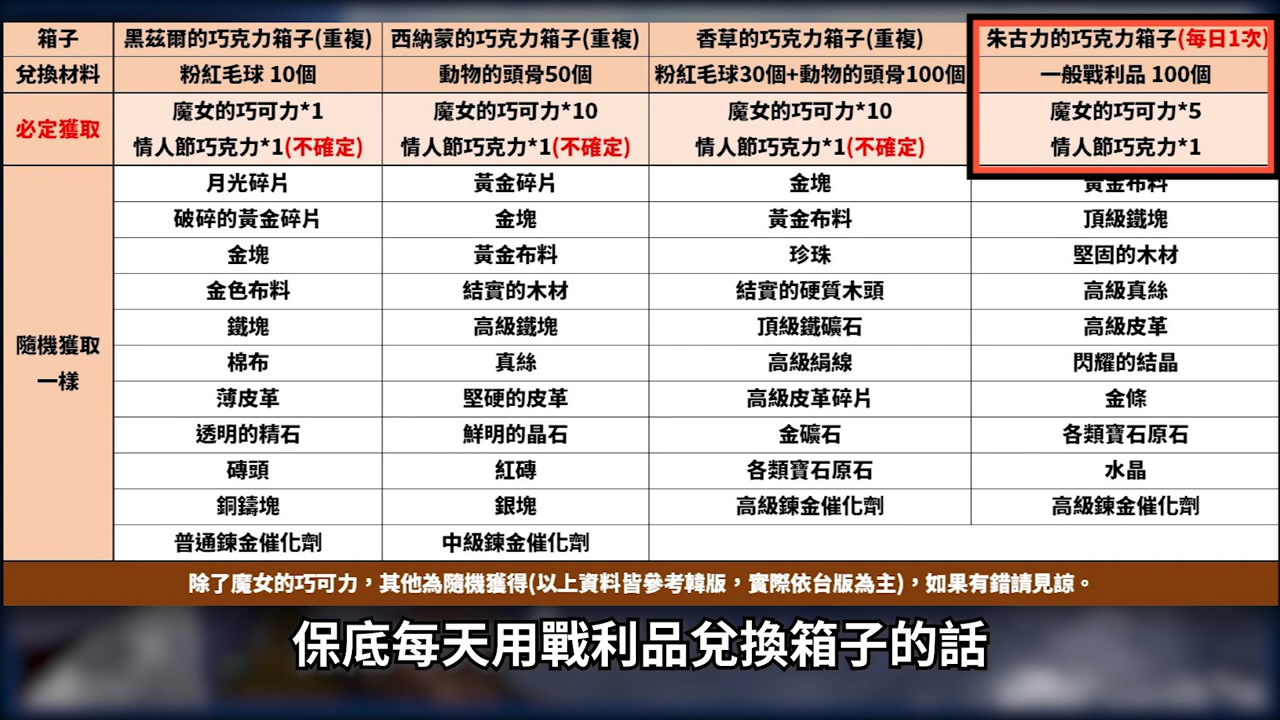 箱子 黑茲爾的巧克力箱子(重複) 西納蒙的巧克力箱子(重複) 香草的巧克力箱子(重複) 朱古力的巧克力箱子(每日1次)
兌換材料 粉紅毛球 10個 動物的頭骨50個 粉紅毛球30個+動物的頭骨100個 一般戰利品 100個
必定獲取
魔女的巧可力*1 魔女的巧可力*10 魔女的巧可力*10 魔女的巧可力*5
情人節巧克力*1(不確定) 情人節巧克力*1(不確定) 情人節巧克力*1(不確定) 情人節巧克力*1
隨機獲取
一樣
月光碎片 黃金碎片 金塊 黃金布料
破碎的黃金碎片 金塊 黃金布料 頂級鐵塊
金塊 黃金布料 珍珠 堅固的木材
金色布料 結實的木材 結實的硬質木頭 高級真絲
鐵塊 高級鐵塊 頂級鐵礦石 高級皮革
棉布 真絲 高級絹線 閃耀的結晶
薄皮革 堅硬的皮革 高級皮革碎片 金條
透明的精石 鮮明的晶石 金礦石 各類寶石原石
磚頭 紅磚 各類寶石原石 水晶
銅鑄塊 銀塊 高級鍊金催化劑 高級鍊金催化劑
普通鍊金催化劑 中級鍊金催化劑
除了魔女的巧可力，其他為隨機獲得(以上資料皆參考韓版，實際依台版為主)，如果有錯請見諒。
保底每天用戰利品兌換箱子的話